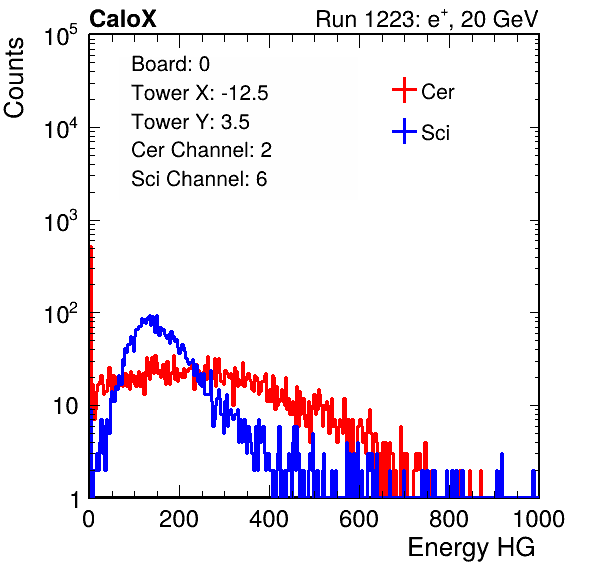 CaloX Run 1223: e⁺, 20 GeV
Board: 0
Tower X: -12.5
Tower Y: 3.5
Cer Channel: 2
Sci Channel: 6
Cer
Sci
Counts
10⁵
10⁴
10³
10²
10
1
0 200 400 600 800 1000
Energy HG